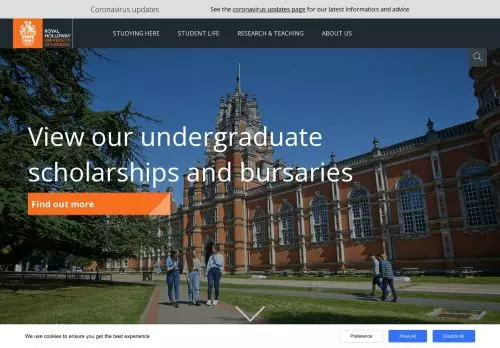 Coronavirus updates
See the coronavirus updates page for our latest information and advice
ROYAL
HOLLOWAY
UNIVERSITY
OF LONDON
STUDYING HERE
STUDENT LIFE
RESEARCH & TEACHING
ABOUT US
View our undergraduate
scholarships and bursaries
Find out more
We use cookies to ensure you get the best experience.
Preference
Allow All
Disable All